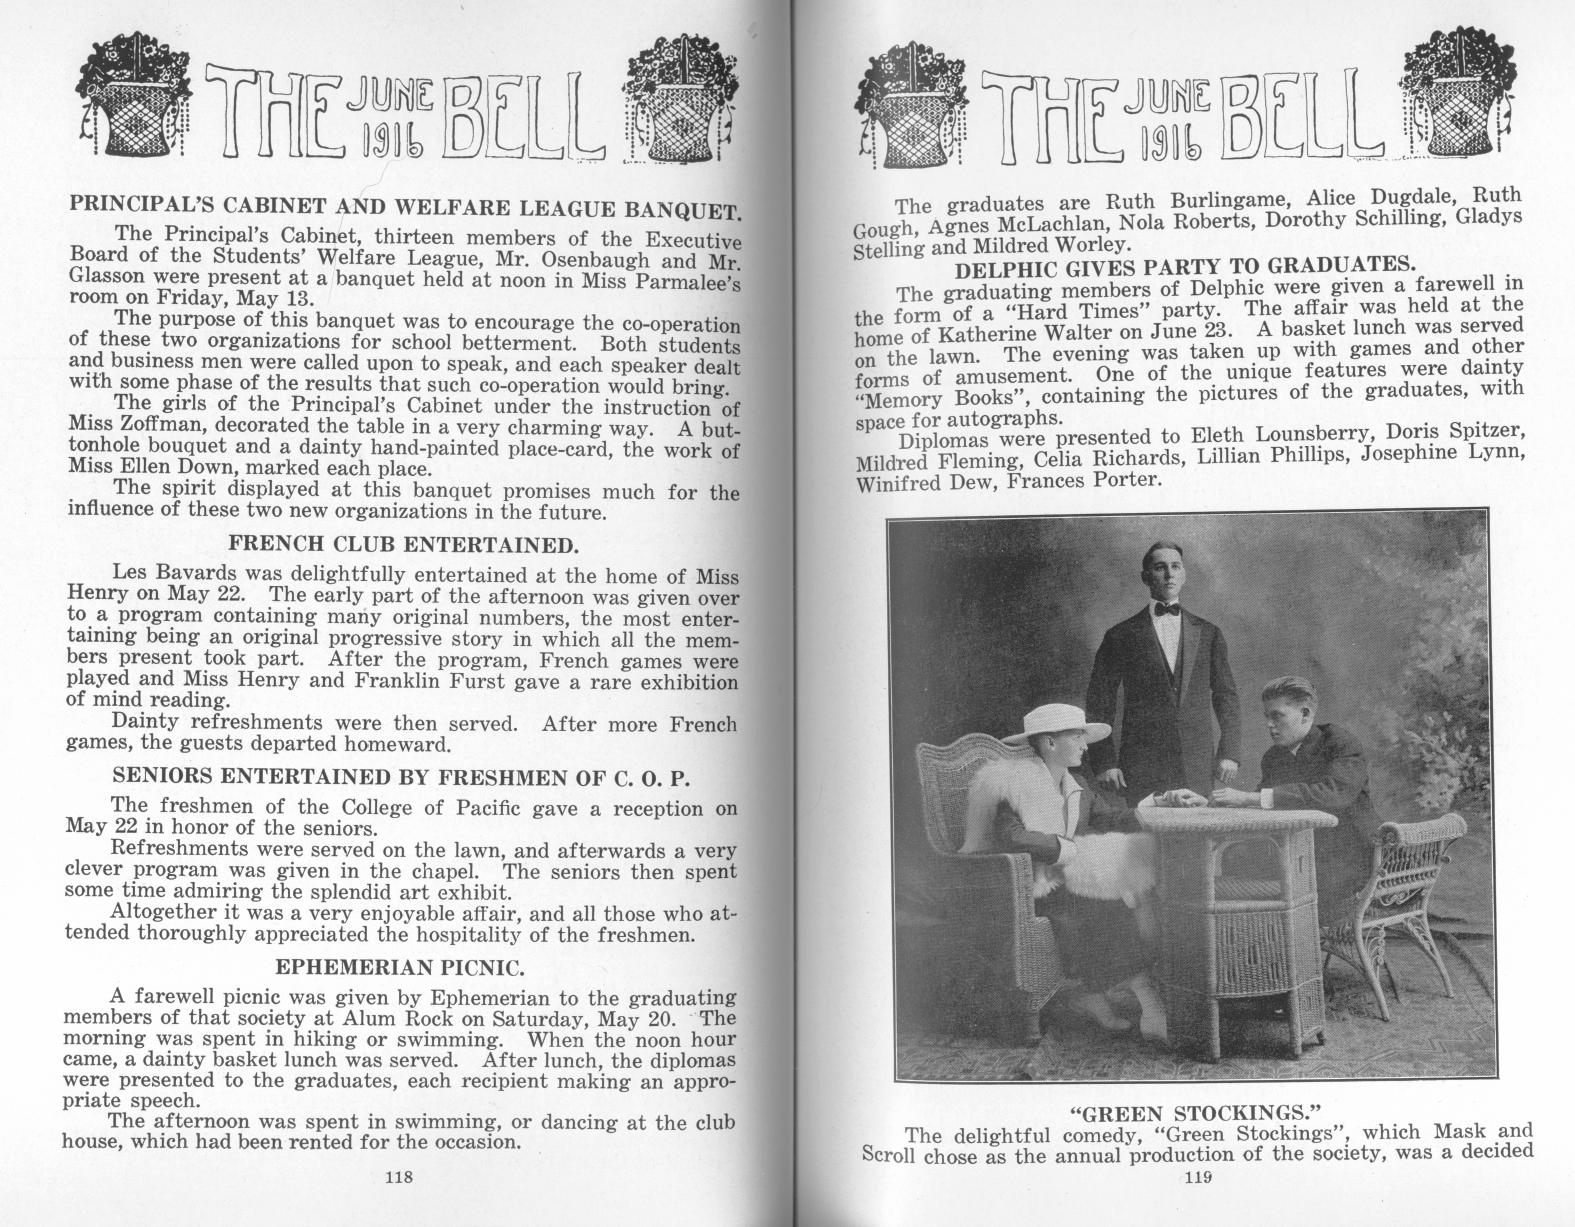 THE JUNE 1916 BELL
PRINCIPAL'S CABINET AND WELFARE LEAGUE BANQUET.
The Principal's Cabinet, thirteen members of the Executive
Board of the Students' Welfare League, Mr. Osenbaugh and Mr.
Glasson were present at a banquet held at noon in Miss Parmalee's
room on Friday, May 13.
The purpose of this banquet was to encourage the co-operation
of these two organizations for school betterment. Both students
and business men were called upon to speak, and each speaker dealt
with some phase of the results that such co-operation would bring.
The girls of the Principal's Cabinet under the instruction of
Miss Zoffman, decorated the table in a very charming way. A but-
tonhole bouquet and a dainty hand-painted place-card, the work of
Miss Ellen Down, marked each place.
The spirit displayed at this banquet promises much for the
influence of these two new organizations in the future.
FRENCH CLUB ENTERTAINED.
Les Bavards was delightfully entertained at the home of Miss
Henry on May 22. The early part of the afternoon was given over
to a program containing many original numbers, the most enter-
taining being an original progressive story in which all the mem-
bers present took part. After the program, French games were
played and Miss Henry and Franklin Furst gave a rare exhibition
of mind reading.
Dainty refreshments were then served. After more French
games, the guests departed homeward.
SENIORS ENTERTAINED BY FRESHMEN OF C. O. P.
The freshmen of the College of Pacific gave a reception on
May 22 in honor of the seniors.
Refreshments were served on the lawn, and afterwards a very
clever program was given in the chapel. The seniors then spent
some time admiring the splendid art exhibit.
Altogether it was a very enjoyable affair, and all those who at-
tended thoroughly appreciated the hospitality of the freshmen.
EPHEMERIAN PICNIC.
A farewell picnic was given by Ephemerian to the graduating
members of that society at Alum Rock on Saturday, May 20. The
morning was spent in hiking or swimming. When the noon hour
came, a dainty basket lunch was served. After lunch, the diplomas
were presented to the graduates, each recipient making an appro-
priate speech.
The afternoon was spent in swimming, or dancing at the club
house, which had been rented for the occasion.
118
THE JUNE 1916 BELL
The graduates are Ruth Burlingame, Alice Dugdale, Ruth
Gough, Agnes McLachlan, Nola Roberts, Dorothy Schilling, Gladys
Stelling and Mildred Worley.
DELPHIC GIVES PARTY TO GRADUATES.
The graduating members of Delphic were given a farewell in
the form of a "Hard Times" party. The affair was held at the
home of Katherine Walter on June 23. A basket lunch was served
on the lawn. The evening was taken up with games and other
forms of amusement. One of the unique features were dainty
"Memory Books", containing the pictures of the graduates, with
space for autographs.
Diplomas were presented to Eleth Lounsberry, Doris Spitzer,
Mildred Fleming, Celia Richards, Lillian Phillips, Josephine Lynn,
Winifred Dew, Frances Porter.
"GREEN STOCKINGS."
The delightful comedy, "Green Stockings", which Mask and
Scroll chose as the annual production of the society, was a decided
119